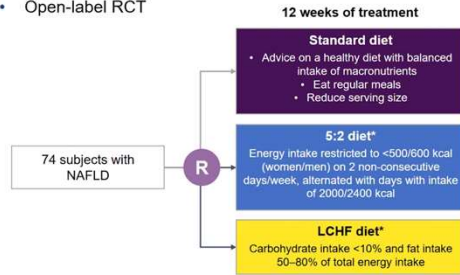 • Open-label RCT
12 weeks of treatment
Standard diet
• Advice on a healthy diet with balanced
intake of macronutrients
• Eat regular meals
• Reduce serving size
74 subjects with
NAFLD
R
5:2 diet*
Energy intake restricted to <500/600 kcal
(women/men) on 2 non-consecutive
days/week, alternated with days with intake
of 2000/2400 kcal
LCHF diet*
Carbohydrate intake <10% and fat intake
50–80% of total energy intake